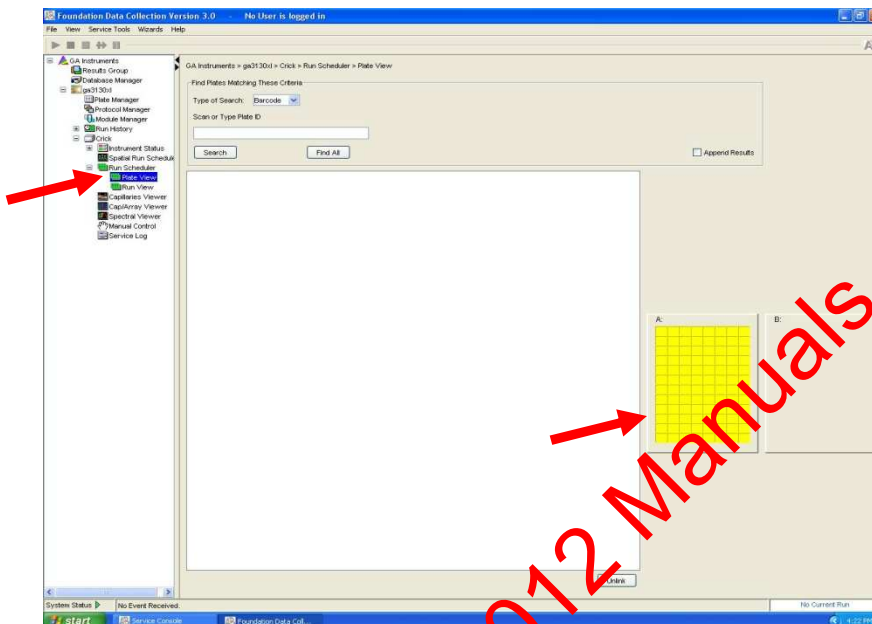 Foundation Data Collection Version 3.0 - No User is logged in
File View Service Tools Wizards Help
GA Instruments
Results Group
Database Manager
ga3130xl
Plate Manager
Protocol Manager
Module Manager
Run History
Crick
Instrument Status
Spatial Run Schedule
Run Scheduler
Plate View
Run View
Capillaries Viewer
Cap/Array Viewer
Spectral Viewer
Manual Control
Service Log
GA Instruments > ga3130xl > Crick > Run Scheduler > Plate View
Find Plates Matching These Criteria
Type of Search: Barcode
Scan or Type Plate ID
Search Find All Append Results
A: B:
Unlink
012 Manuals
System Status No Event Received. No Current Run
start Service Console Foundation Data Coll... 4:22 PM